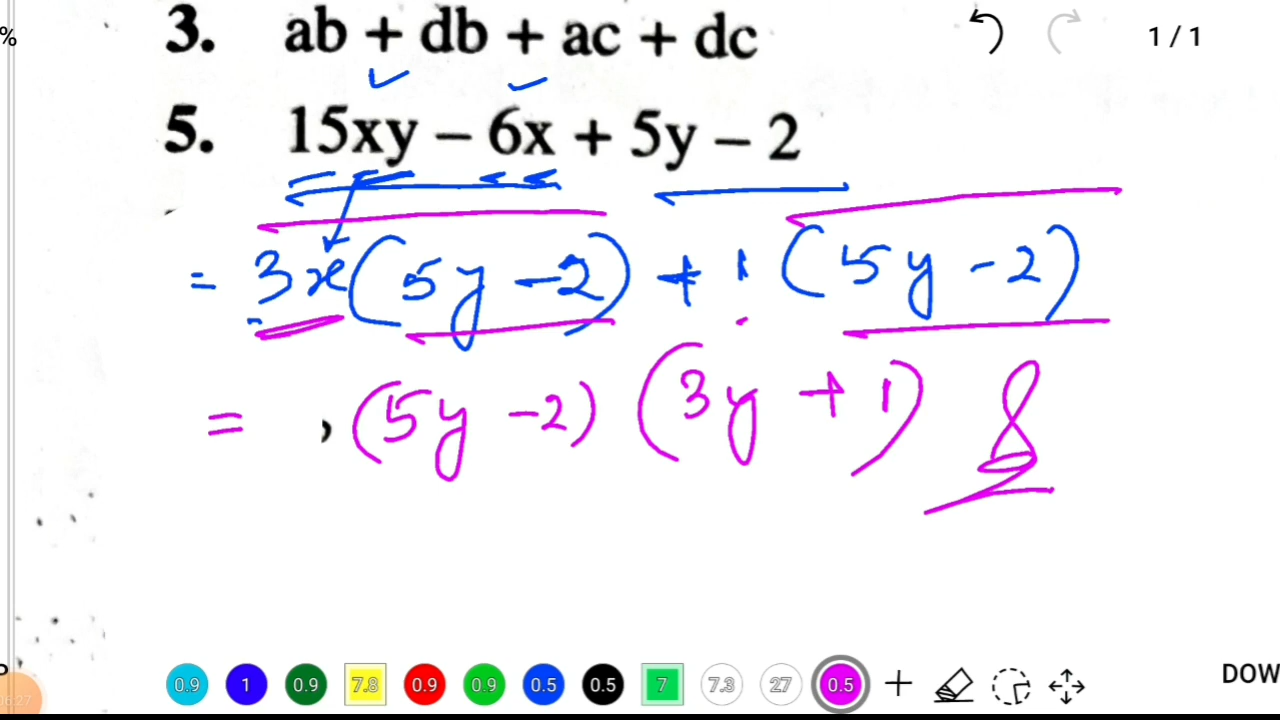 %
3. ab + db + ac + dc
1 / 1
5. 15xy – 6x + 5y – 2
= 3x(5y – 2) + 1(5y – 2)
= , (5y – 2) (3y + 1)
0.9 1 0.9 7.8 0.9 0.9 0.5 0.5 7 7.3 27 0.5 +
DOW